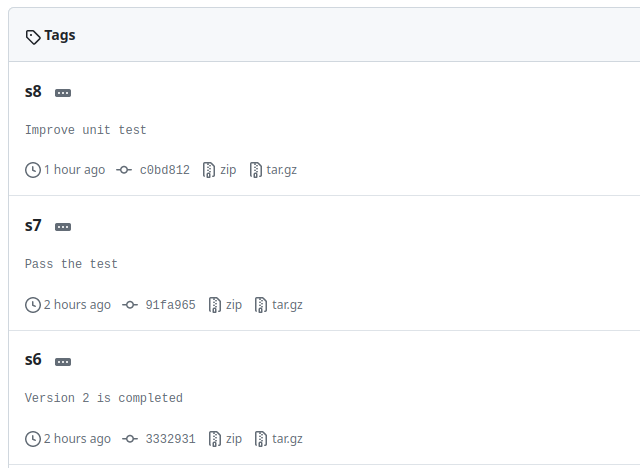 Tags
s8
Improve unit test
1 hour ago c0bd812 zip tar.gz
s7
Pass the test
2 hours ago 91fa965 zip tar.gz
s6
Version 2 is completed
2 hours ago 3332931 zip tar.gz